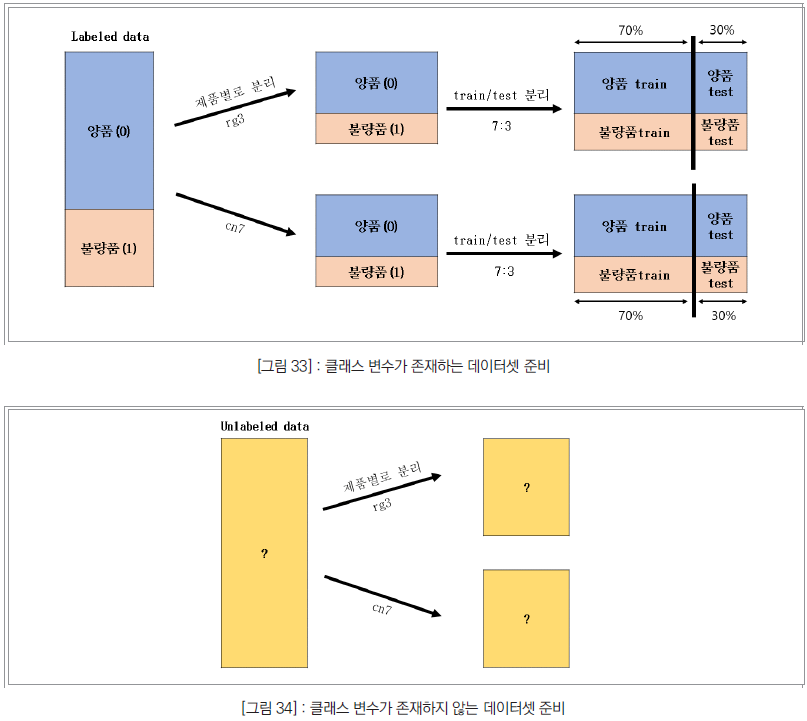 Labeled data
양품(0)
불량품(1)
제품별로 분리
rg3
cn7
양품(0)
불량품(1)
train/test 분리
7:3
70%
30%
양품 train
양품
test
불량품train
불량품
test
양품(0)
불량품(1)
train/test 분리
7:3
양품 train
양품
test
불량품train
불량품
test
70%
30%
[그림 33] : 클래스 변수가 존재하는 데이터셋 준비
Unlabeled data
?
제품별로 분리
rg3
cn7
?
?
[그림 34] : 클래스 변수가 존재하지 않는 데이터셋 준비